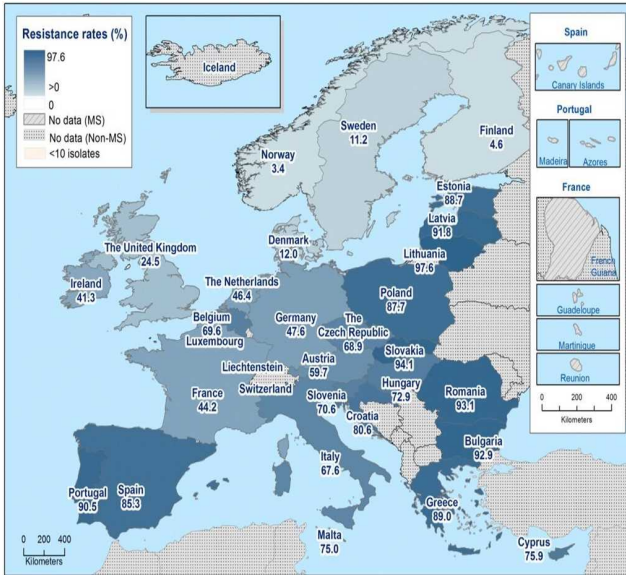 Resistance rates (%)
97.6
>0
0
No data (MS)
No data (Non-MS)
<10 isolates
Iceland
Spain
Canary Islands
Portugal
Madeira
Azores
France
French
Guiana
Guadeloupe
Martinique
Reunion
0 200 400
Kilometers
Sweden
11.2
Finland
4.6
Norway
3.4
Estonia
88.7
Latvia
91.8
Lithuania
97.6
Denmark
12.0
The United Kingdom
24.5
Ireland
41.3
The Netherlands
46.4
Belgium
69.6
Luxembourg
Germany
47.6
Poland
87.7
The
Czech Republic
68.9
Slovakia
94.1
Liechtenstein
Austria
59.7
Switzerland
Hungary
72.9
France
44.2
Slovenia
70.6
Croatia
80.6
Romania
93.1
Bulgaria
92.9
Italy
67.6
Portugal
90.5
Spain
85.3
Greece
89.0
Malta
75.0
Cyprus
75.9
0 200 400
Kilometers